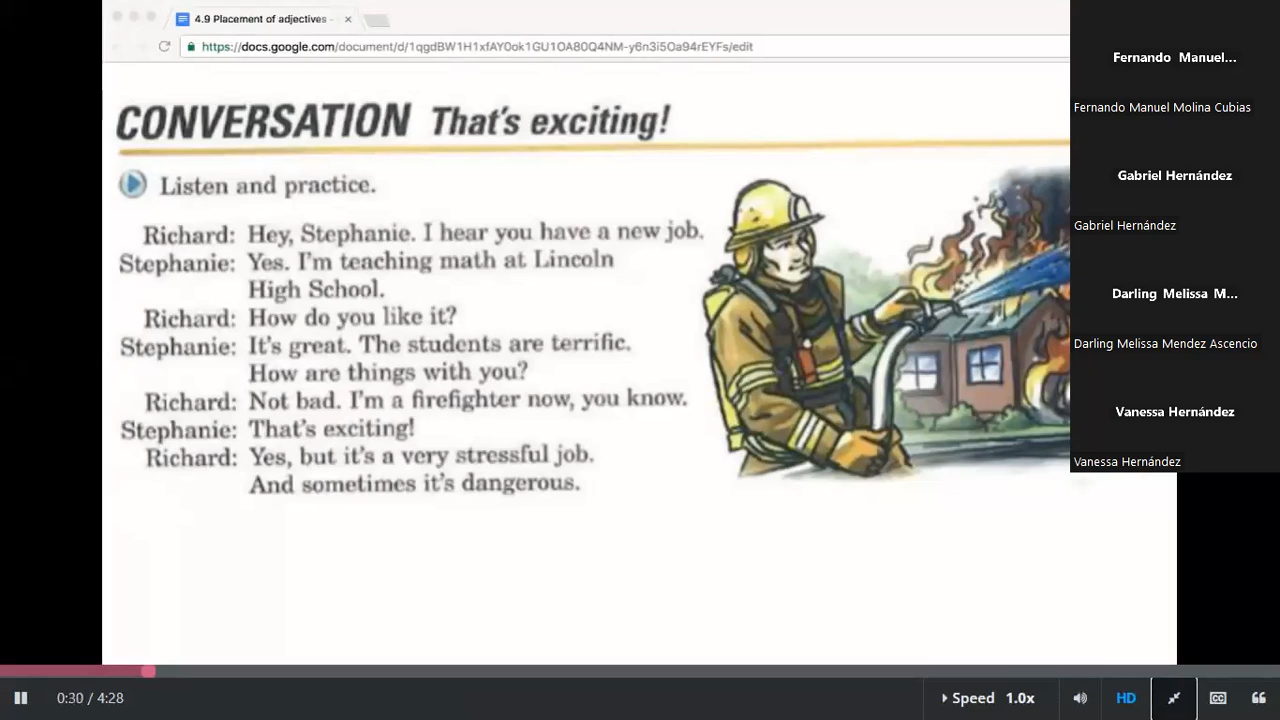 4.9 Placement of adjectives -
https://docs.google.com/document/d/1qgdBW1H1xfAY0ok1GU1OA80Q4NM-y6n3i5Oa94rEYFs/edit
CONVERSATION That's exciting!
Listen and practice.
Richard: Hey, Stephanie. I hear you have a new job.
Stephanie: Yes. I'm teaching math at Lincoln
High School.
Richard: How do you like it?
Stephanie: It's great. The students are terrific.
How are things with you?
Richard: Not bad. I'm a firefighter now, you know.
Stephanie: That's exciting!
Richard: Yes, but it's a very stressful job.
And sometimes it's dangerous.
Fernando Manuel...
Fernando Manuel Molina Cubias
Gabriel Hernández
Gabriel Hernández
Darling Melissa M...
Darling Melissa Mendez Ascencio
Vanessa Hernández
Vanessa Hernández
0:30 / 4:28
Speed 1.0x
HD
CC